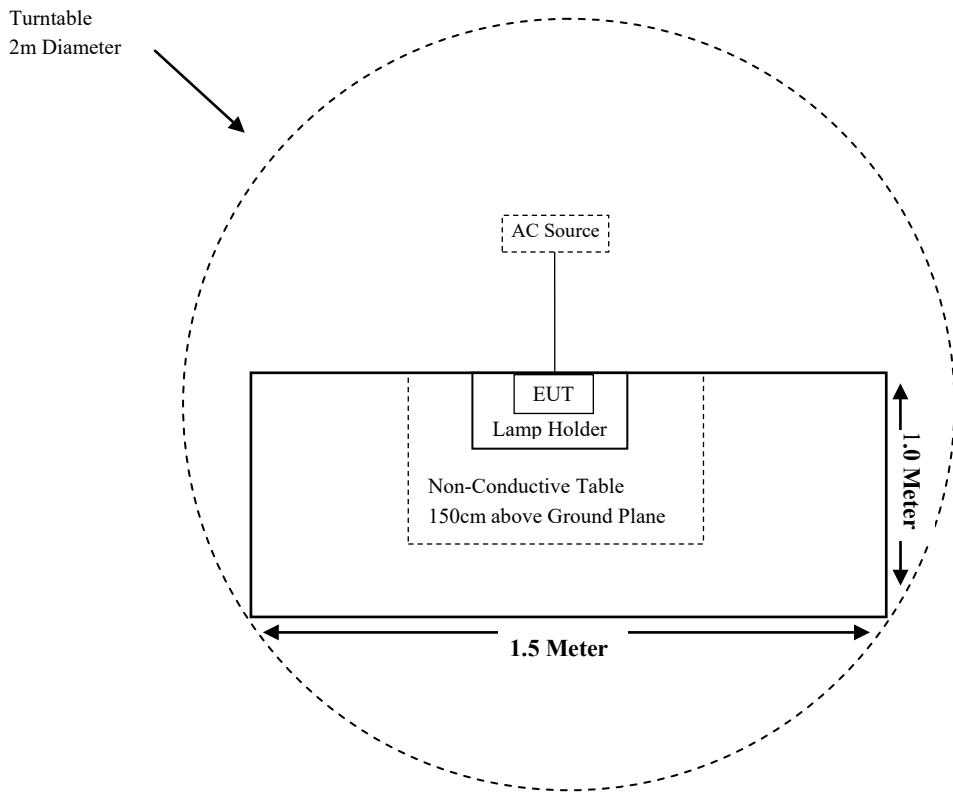 Turntable
2m Diameter
AC Source
EUT
Lamp Holder
Non-Conductive Table
150cm above Ground Plane
1.0 Meter
1.5 Meter